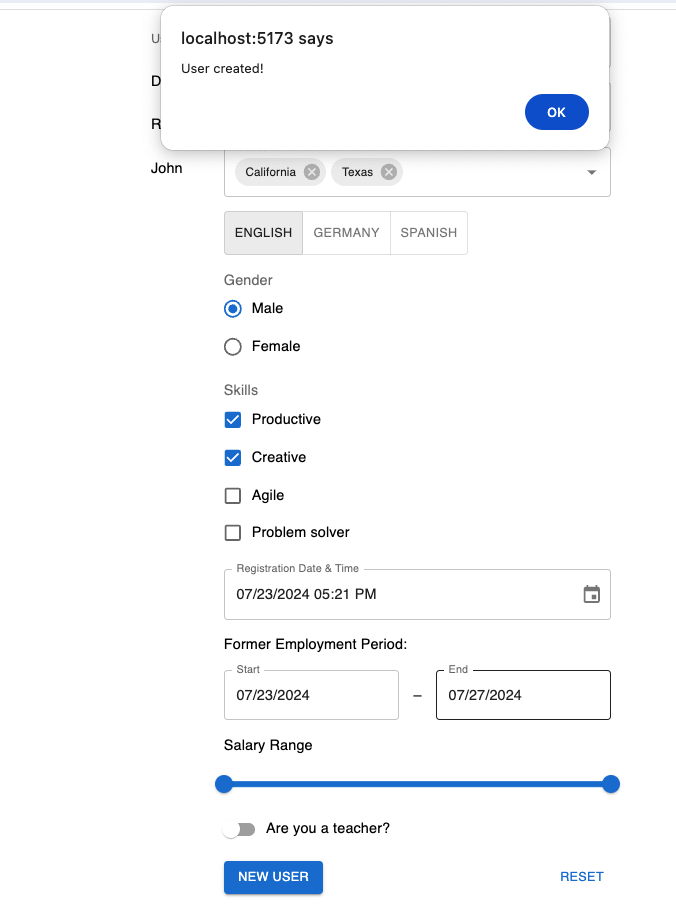 localhost:5173 says
User created!
OK
U
D
R
John
California
Texas
ENGLISH GERMANY SPANISH
Gender
Male
Female
Skills
Productive
Creative
Agile
Problem solver
Registration Date & Time
07/23/2024 05:21 PM
Former Employment Period:
Start End
07/23/2024 – 07/27/2024
Salary Range
Are you a teacher?
NEW USER RESET